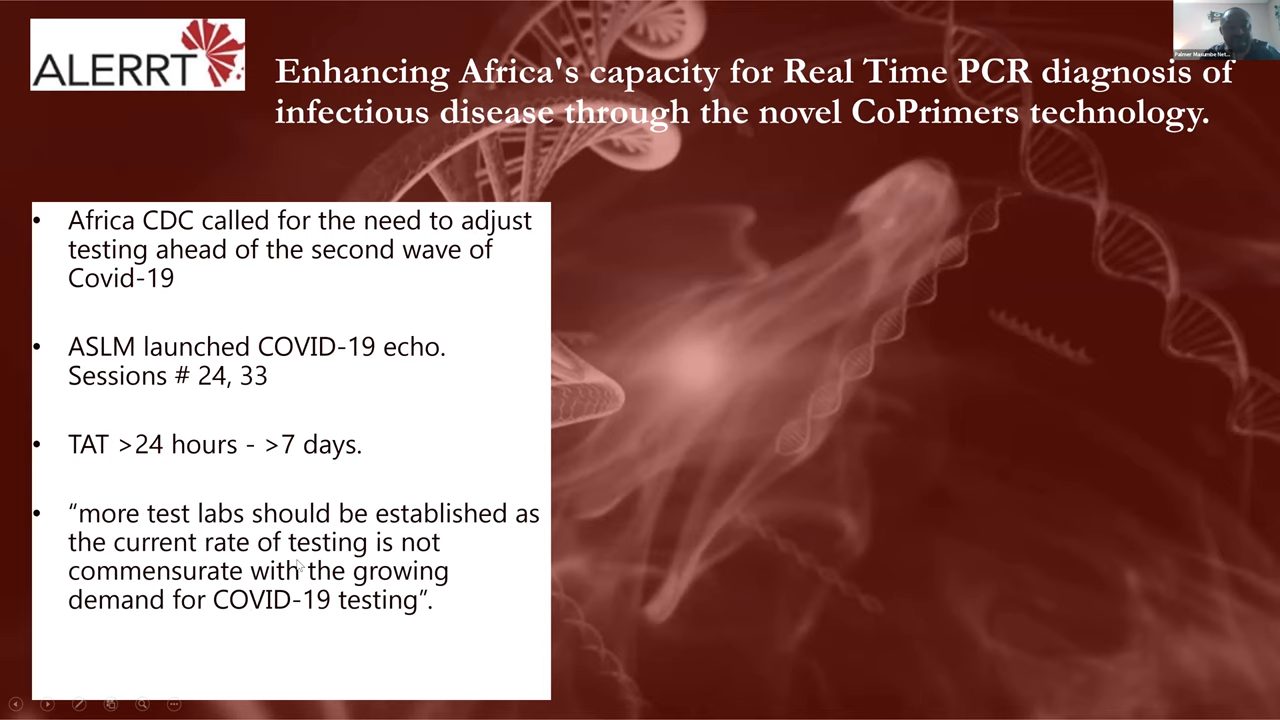 ALERRT
Palmer Masumbe Net...
Enhancing Africa's capacity for Real Time PCR diagnosis of
infectious disease through the novel CoPrimers technology.
• Africa CDC called for the need to adjust
testing ahead of the second wave of
Covid-19
• ASLM launched COVID-19 echo.
Sessions # 24, 33
• TAT >24 hours - >7 days.
• “more test labs should be established as
the current rate of testing is not
commensurate with the growing
demand for COVID-19 testing”.